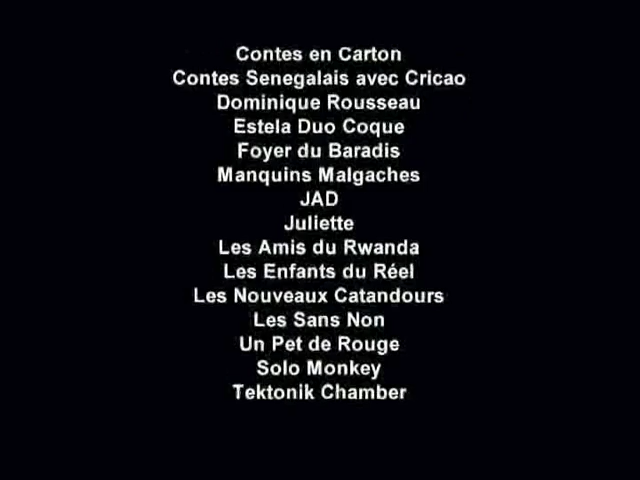 Contes en Carton
Contes Senegalais avec Cricao
Dominique Rousseau
Estela Duo Coque
Foyer du Baradis
Manquins Malgaches
JAD
Juliette
Les Amis du Rwanda
Les Enfants du Réel
Les Nouveaux Catandours
Les Sans Non
Un Pet de Rouge
Solo Monkey
Tektonik Chamber